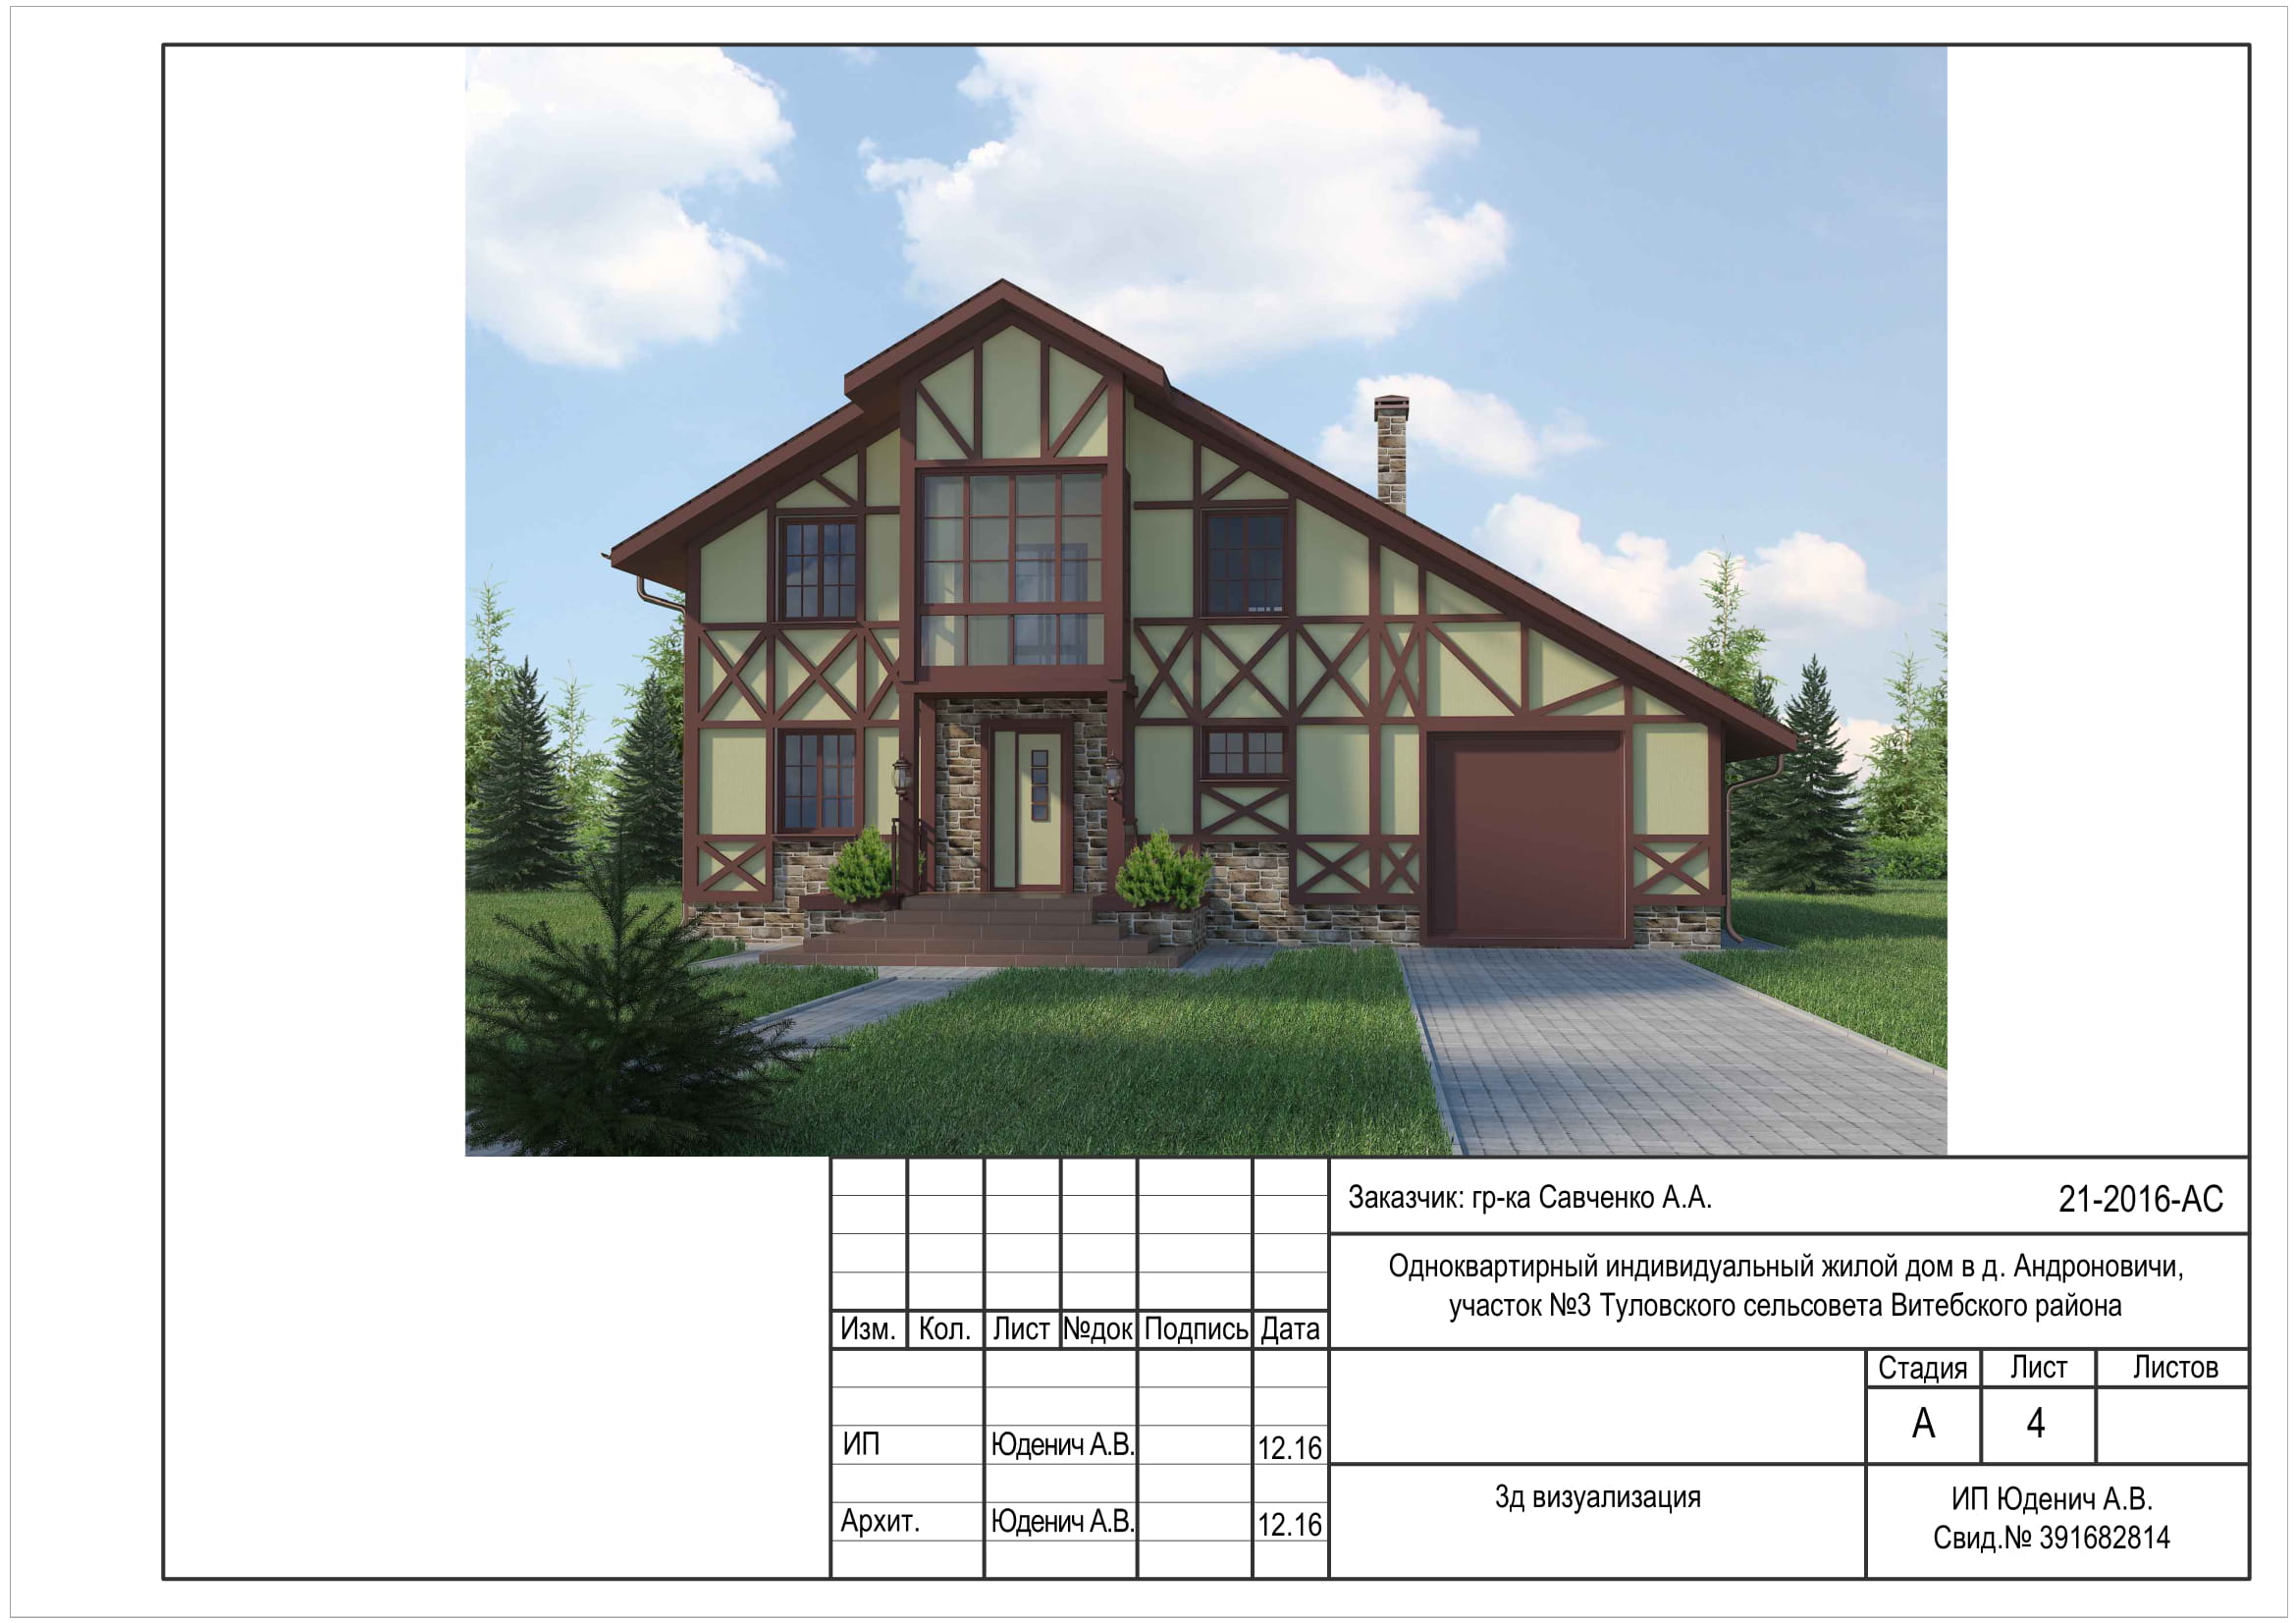 Заказчик: гр-ка Савченко А.А.
21-2016-АС
Одноквартирный индивидуальный жилой дом в д. Андроновичи,
участок №3 Туловского сельсовета Витебского района
Изм. Кол. Лист №док Подпись Дата
Стадия Лист Листов
А 4
ИП Юденич А.В. 12.16
Архит. Юденич А.В. 12.16
3д визуализация
ИП Юденич А.В.
Свид.№ 391682814